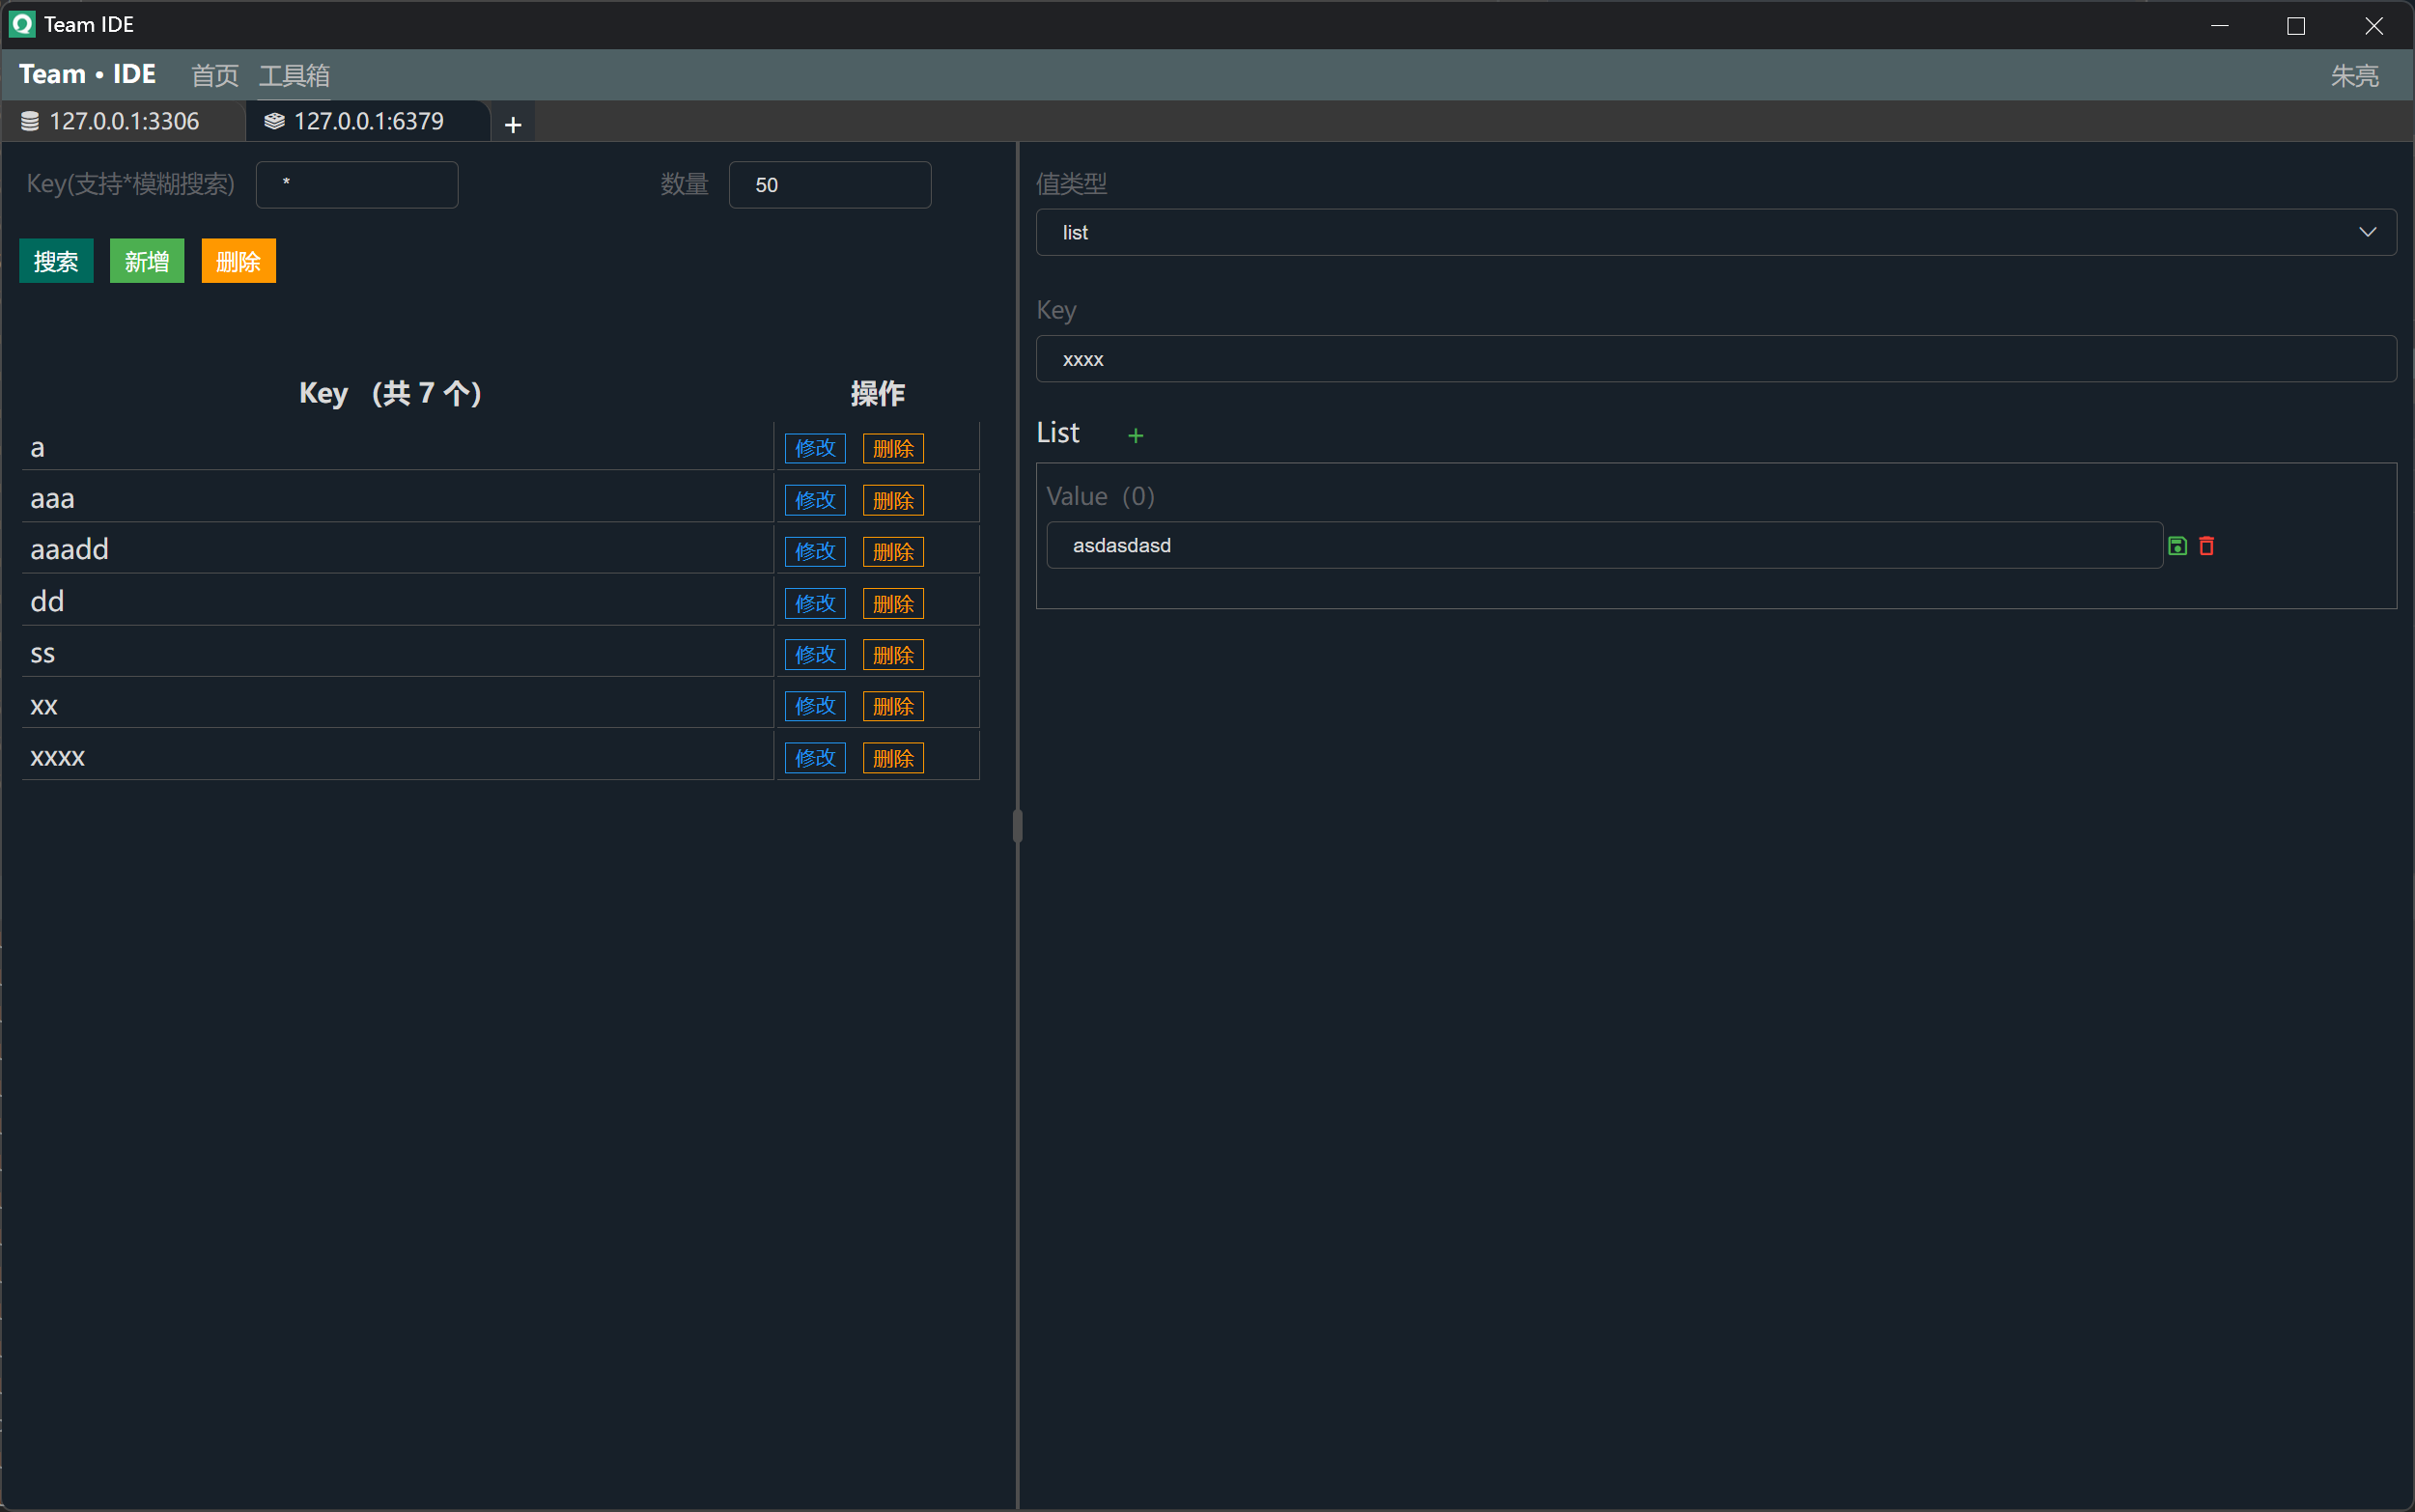 Team IDE
Team • IDE 首页 工具箱 朱亮
127.0.0.1:3306 127.0.0.1:6379 +
Key(支持*模糊搜索) * 数量 50
搜索 新增 删除
Key （共 7 个） 操作
a 修改 删除
aaa 修改 删除
aaadd 修改 删除
dd 修改 删除
ss 修改 删除
xx 修改 删除
xxxx 修改 删除
值类型
list
Key
xxxx
List +
Value（0）
asdasdasd